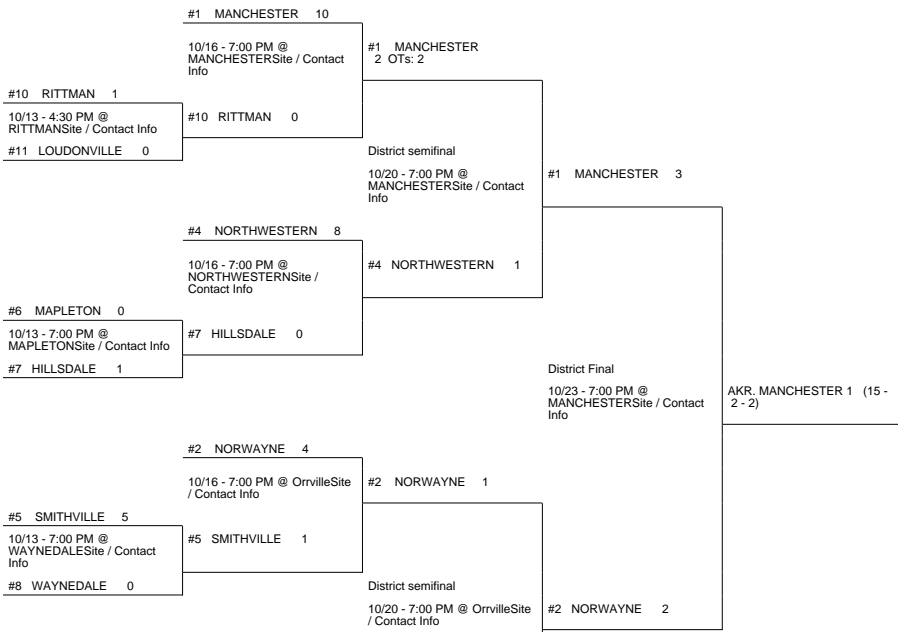 #1 MANCHESTER 10
10/16 - 7:00 PM @
MANCHESTERSite / Contact
Info
#1 MANCHESTER
2 OTs: 2
#10 RITTMAN 1
10/13 - 4:30 PM @
RITTMANSite / Contact Info
#10 RITTMAN 0
#11 LOUDONVILLE 0
District semifinal
10/20 - 7:00 PM @
MANCHESTERSite / Contact
Info
#1 MANCHESTER 3
#4 NORTHWESTERN 8
10/16 - 7:00 PM @
NORTHWESTERNSite /
Contact Info
#4 NORTHWESTERN 1
#6 MAPLETON 0
10/13 - 7:00 PM @
MAPLETONSite / Contact Info
#7 HILLSDALE 0
#7 HILLSDALE 1
District Final
10/23 - 7:00 PM @
MANCHESTERSite / Contact
Info
AKR. MANCHESTER 1 (15 -
2 - 2)
#2 NORWAYNE 4
10/16 - 7:00 PM @ OrrvilleSite
/ Contact Info
#2 NORWAYNE 1
#5 SMITHVILLE 5
10/13 - 7:00 PM @
WAYNEDALESite / Contact
Info
#5 SMITHVILLE 1
#8 WAYNEDALE 0
District semifinal
10/20 - 7:00 PM @ OrrvilleSite
/ Contact Info
#2 NORWAYNE 2